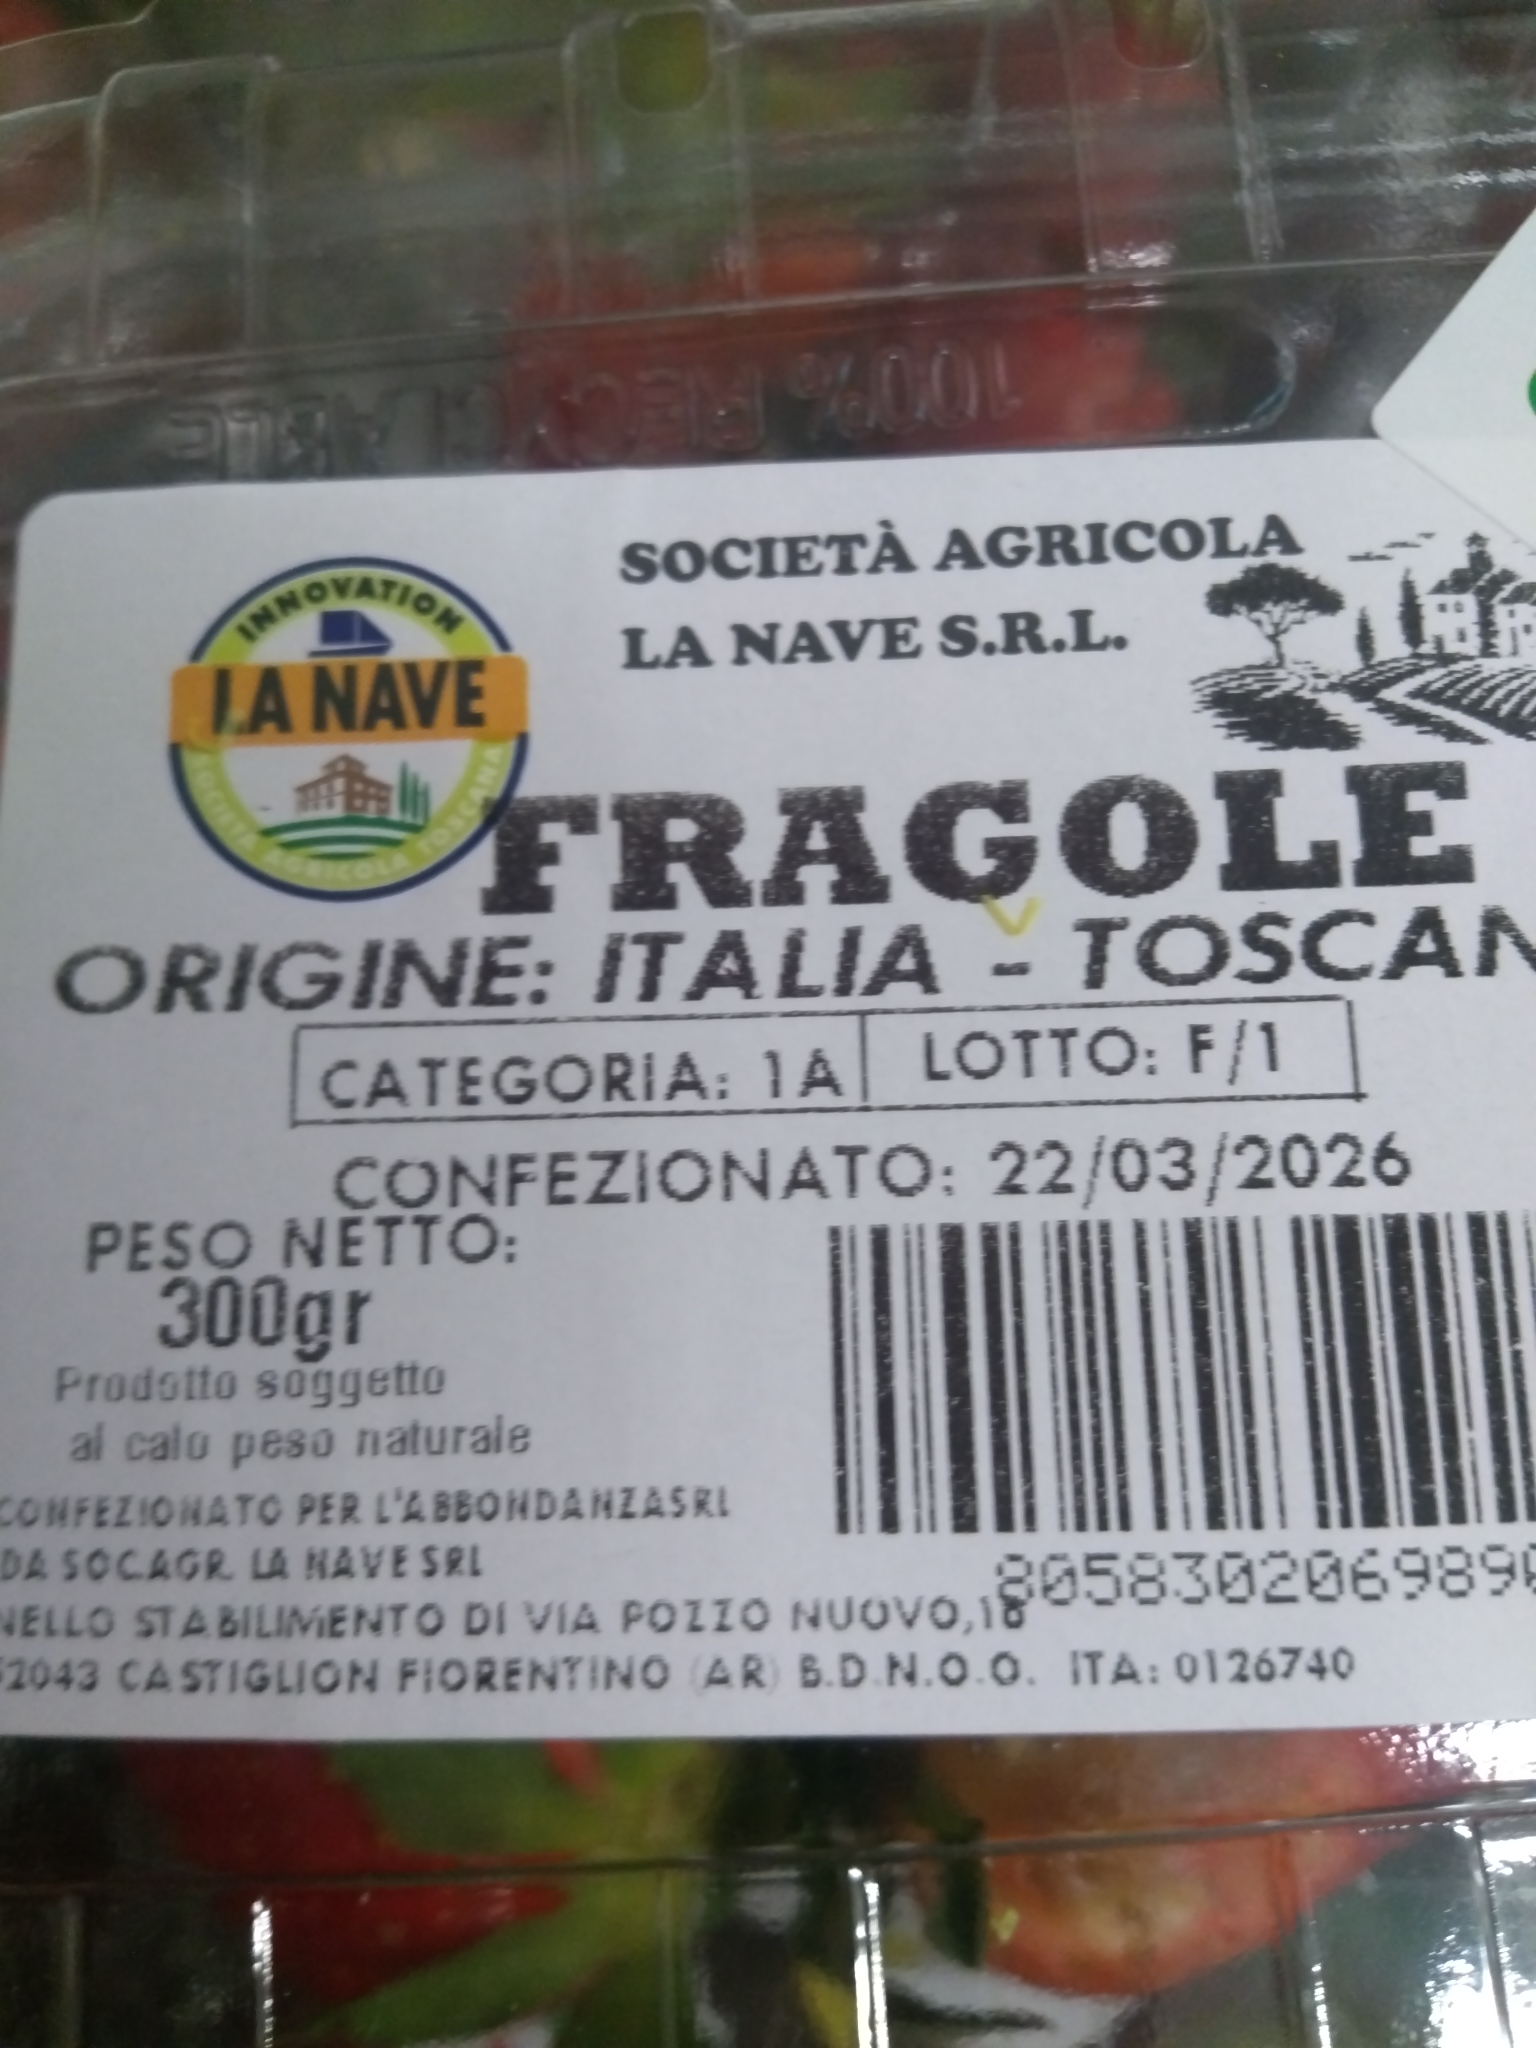 100% RECYCLABLE
SOCIETÀ AGRICOLA
LA NAVE S.R.L.
INNOVATION
LA NAVE
SOCIETÀ AGRICOLA TOSCANA
FRAGOLE
ORIGINE: ITALIA - TOSCAN
CATEGORIA: 1A LOTTO: F/1
CONFEZIONATO: 22/03/2026
PESO NETTO:
300gr
Prodotto soggetto
al calo peso naturale
CONFEZIONATO PER L'ABBONDANZASRL
DA SOC.AGR. LA NAVE SRL
NELLO STABILIMENTO DI VIA POZZO NUOVO,18
52043 CASTIGLION FIORENTINO (AR) B.D.N.O.O. ITA: 0126740
805830206989